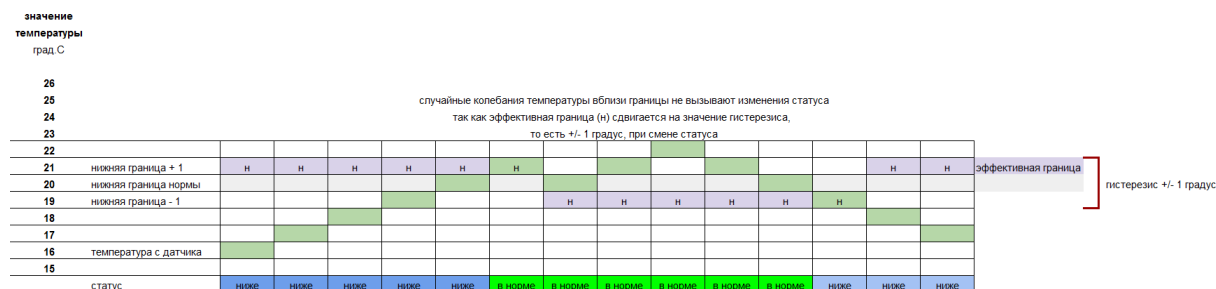 значение
температуры
град.С
26
25 случайные колебания температуры вблизи границы не вызывают изменения статуса
24 так как эффективная граница (н) сдвигается на значение гистерезиса,
23 то есть +/- 1 градус, при смене статуса
22
21 нижняя граница + 1 н н н н н н н н эффективная граница
20 нижняя граница нормы
гистерезис +/- 1 градус
19 нижняя граница - 1 н н н н н н
18
17
16 температура с датчика
15
статус ниже ниже ниже ниже ниже в норме в норме в норме в норме в норме в норме ниже ниже ниже